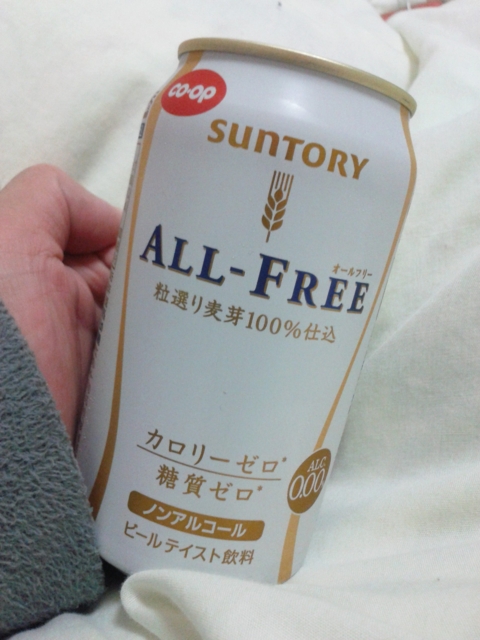 co·op
SUNTORY
オールフリー
ALL-FREE
粒選り麦芽100%仕込
カロリーゼロ*
糖質ゼロ*
ALC.
0.00
ノンアルコール
ビールテイスト飲料